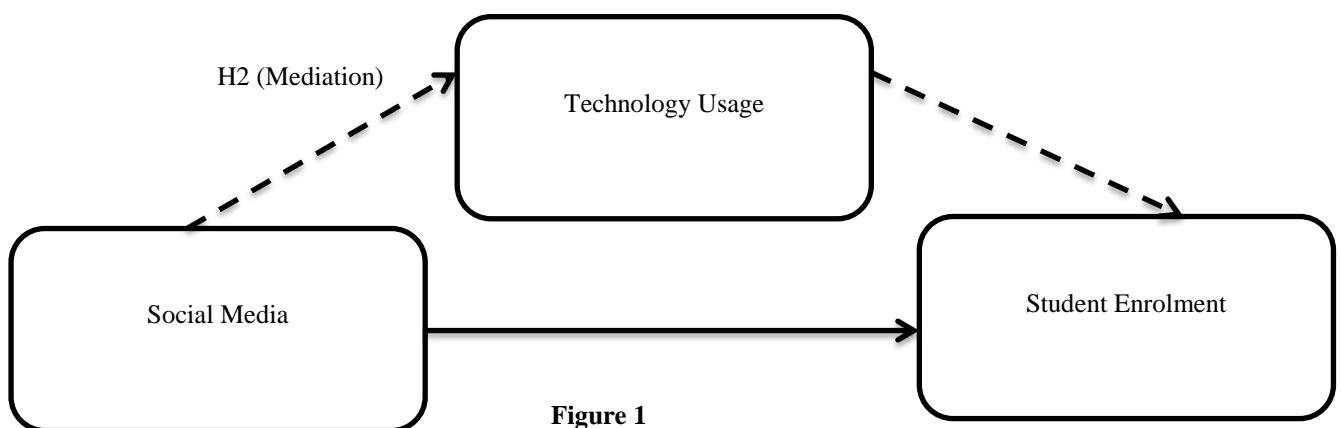 H2 (Mediation)
Technology Usage
Social Media
Student Enrolment
Figure 1